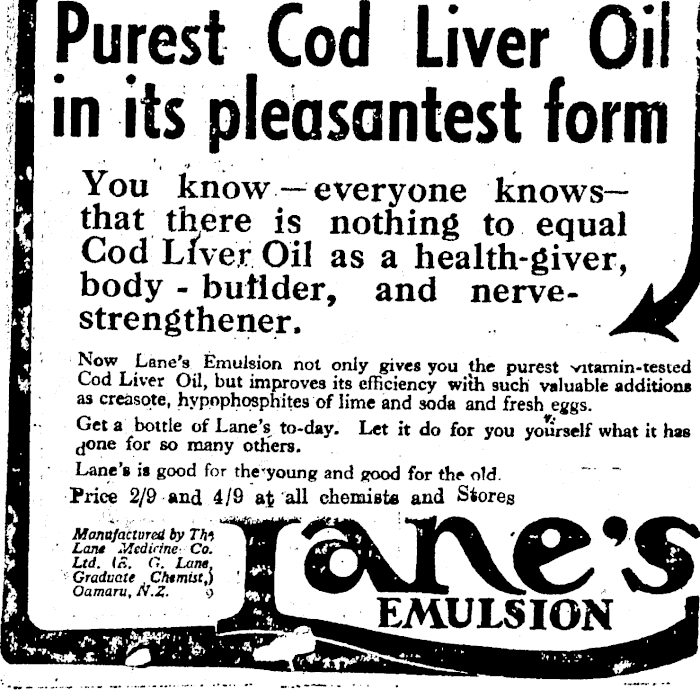 Purest Cod Liver Oil
in its pleasantest form
You know—everyone knows—
that there is nothing to equal
Cod Liver Oil as a health-giver,
body - builder, and nerve-
strengthener.
Now Lane's Emulsion not only gives you the purest vitamin-tested
Cod Liver Oil, but improves its efficiency with such valuable additions
as creasote, hypophosphites of lime and soda and fresh eggs.
Get a bottle of Lane's to-day. Let it do for you yourself what it has
done for so many others.
Lane's is good for the young and good for the old.
Price 2/9 and 4/9 at all chemists and Stores
Manufactured by The
Lane Medicine Co.
Ltd. (E. G. Lane,
Graduate Chemist,)
Oamaru, N.Z.
Lane's
EMULSION